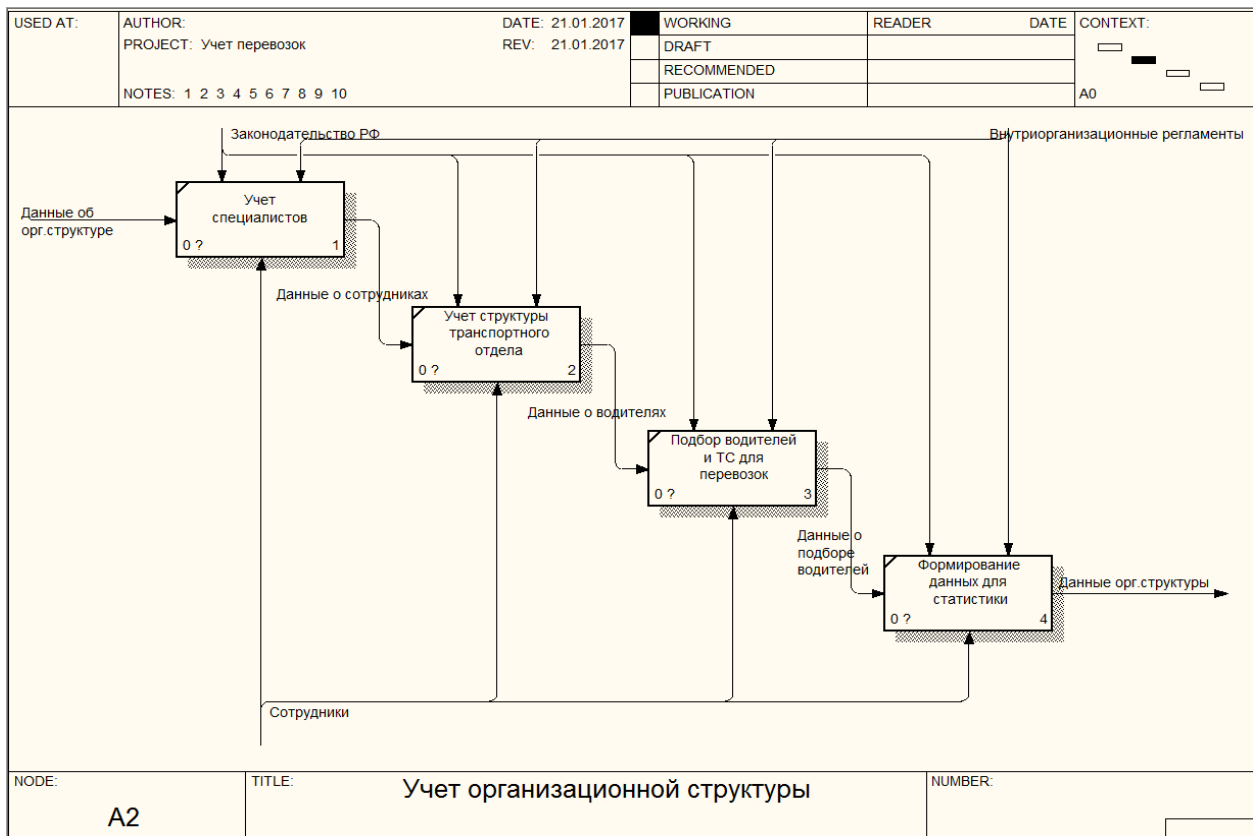 USED AT:
AUTHOR:
DATE: 21.01.2017
PROJECT: Учет перевозок
REV: 21.01.2017
NOTES: 1 2 3 4 5 6 7 8 9 10
WORKING
DRAFT
RECOMMENDED
PUBLICATION
READER
DATE
CONTEXT:
A0
Законодательство РФ
Внутриорганизационные регламенты
Данные об
орг.структуре
Учет
специалистов
0 ?
1
Данные о сотрудниках
Учет структуры
транспортного
отдела
0 ?
2
Данные о водителях
Подбор водителей
и ТС для
перевозок
0 ?
3
Данные о
подборе
водителей
Формирование
данных для
статистики
0 ?
4
Данные орг.структуры
Сотрудники
NODE:
A2
TITLE:
Учет организационной структуры
NUMBER: